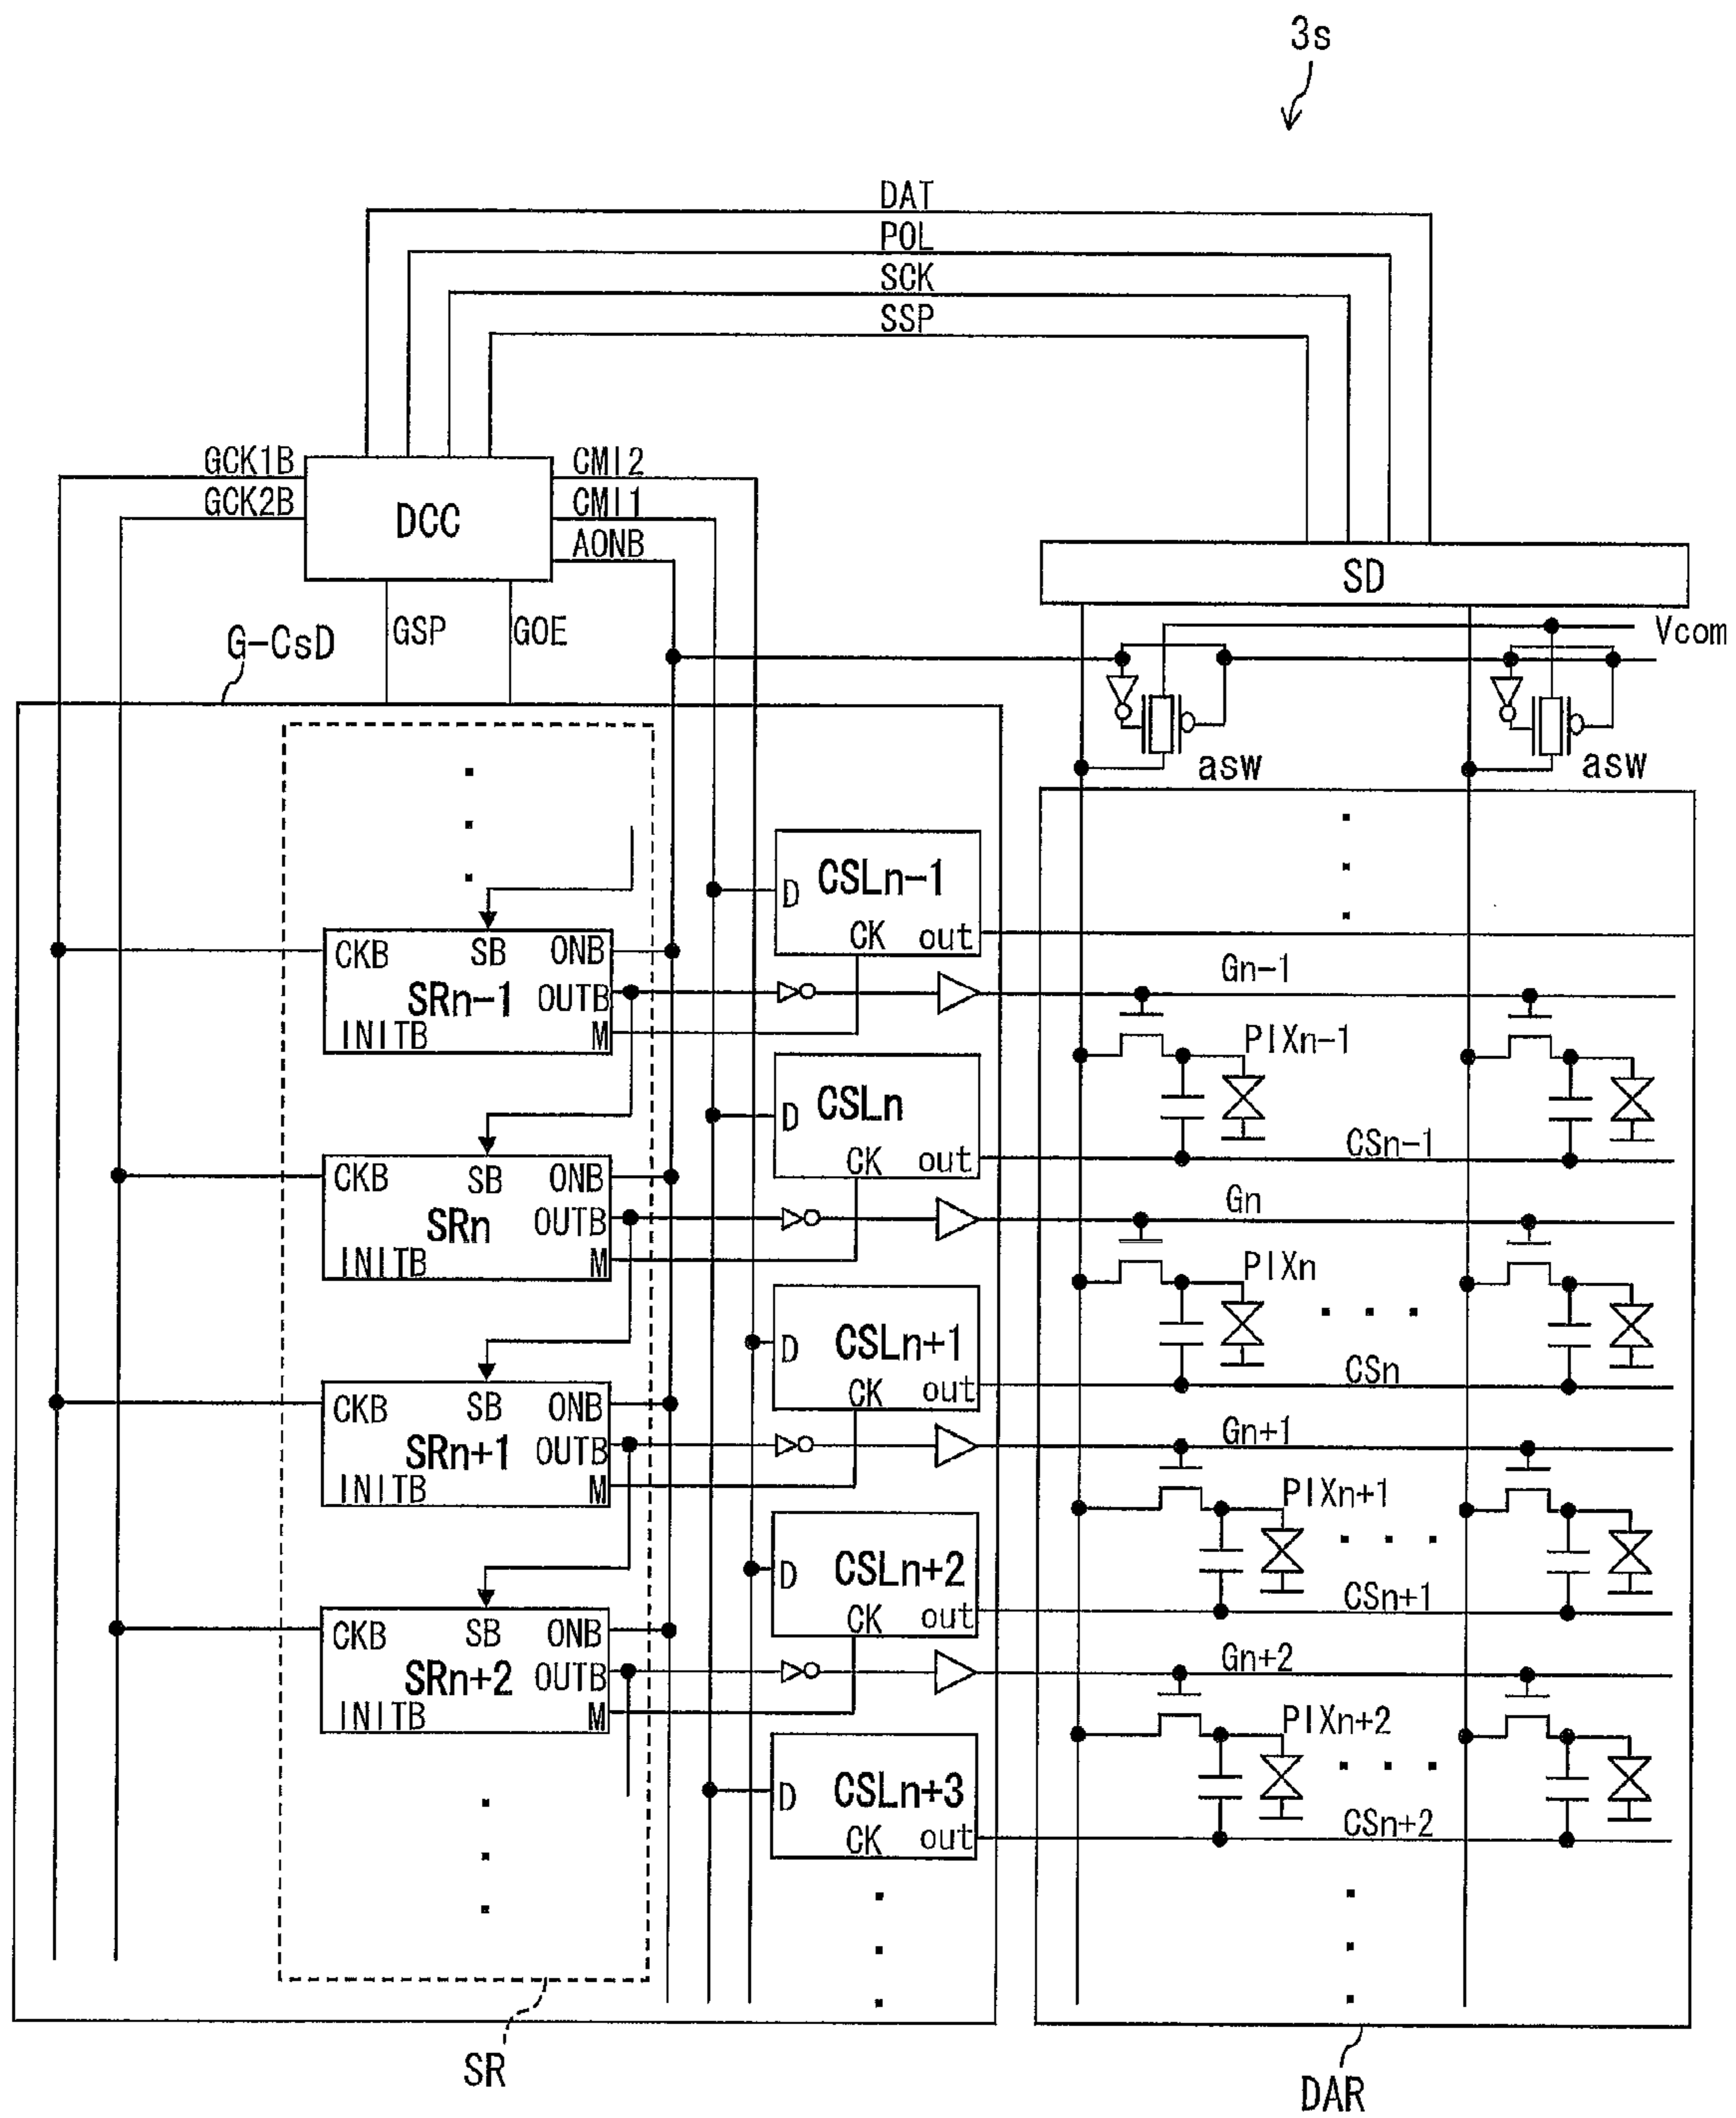 3s
DAT
POL
SCK
SSP
GCK1B
GCK2B
DCC
CMI2
CMI1
AONB
GSP
GOE
G-CsD
SD
Vcom
asw
asw
CSLn-1
D
CK
out
CKB
SB
ONB
SRn-1
OUTB
INITB
M
Gn-1
PIXn-1
CSLn
D
CK
out
CSn-1
CKB
SB
ONB
SRn
OUTB
INITB
M
Gn
PIXn
CSLn+1
D
CK
out
CSn
CKB
SB
ONB
SRn+1
OUTB
INITB
M
Gn+1
PIXn+1
CSLn+2
D
CK
out
CSn+1
CKB
SB
ONB
SRn+2
OUTB
INITB
M
Gn+2
PIXn+2
CSLn+3
D
CK
out
CSn+2
SR
DAR